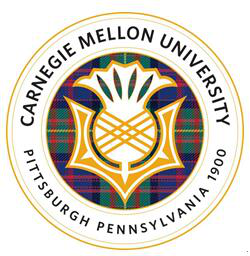 CARNEGIE MELLON UNIVERSITY
PITTSBURGH PENNSYLVANIA 1900